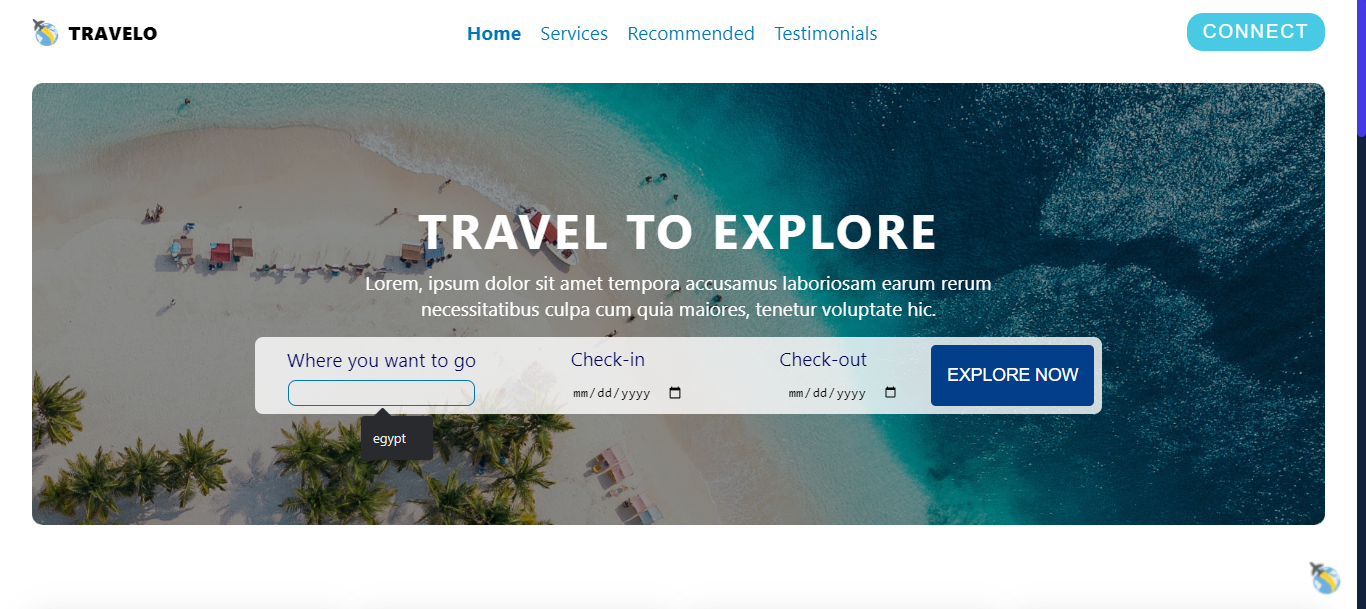 TRAVELO
Home Services Recommended Testimonials
CONNECT
TRAVEL TO EXPLORE
Lorem, ipsum dolor sit amet tempora accusamus laboriosam earum rerum
necessitatibus culpa cum quia maiores, tenetur voluptate hic.
Where you want to go
Check-in
mm/dd/yyyy
Check-out
mm/dd/yyyy
EXPLORE NOW
egypt